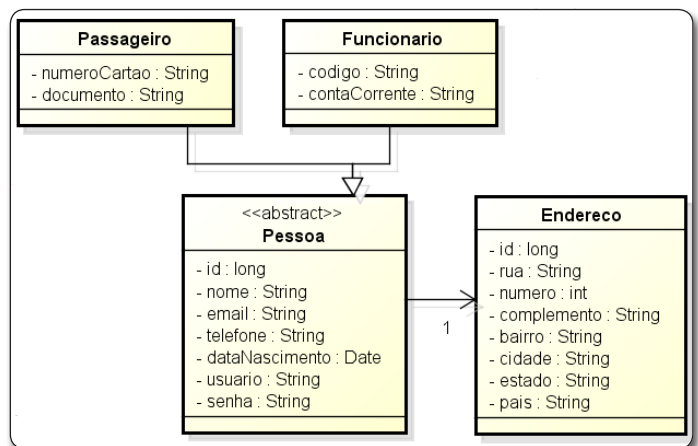 Passageiro
- numeroCartao : String
- documento : String
Funcionario
- codigo : String
- contaCorrente : String
<<abstract>>
Pessoa
- id : long
- nome : String
- email : String
- telefone : String
- dataNascimento : Date
- usuario : String
- senha : String
1
Endereco
- id : long
- rua : String
- numero : int
- complemento : String
- bairro : String
- cidade : String
- estado : String
- pais : String